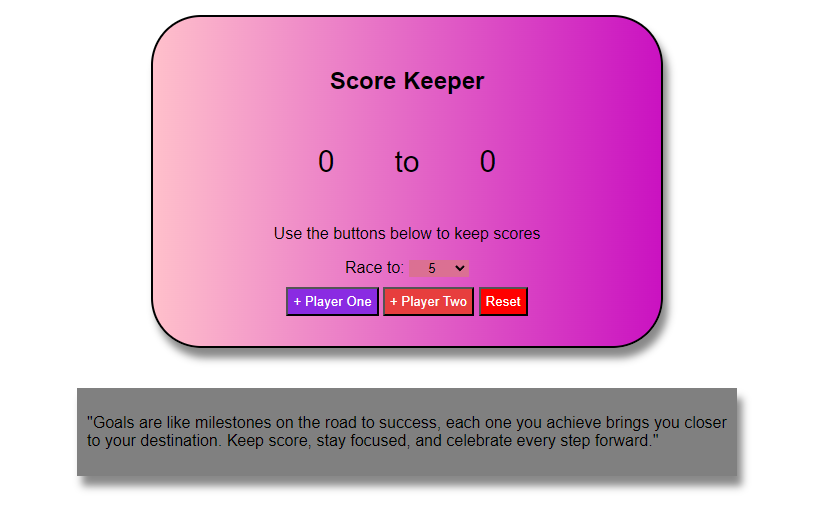 Score Keeper
0 to 0
Use the buttons below to keep scores
Race to: 5
+ Player One + Player Two Reset
"Goals are like milestones on the road to success, each one you achieve brings you closer
to your destination. Keep score, stay focused, and celebrate every step forward."